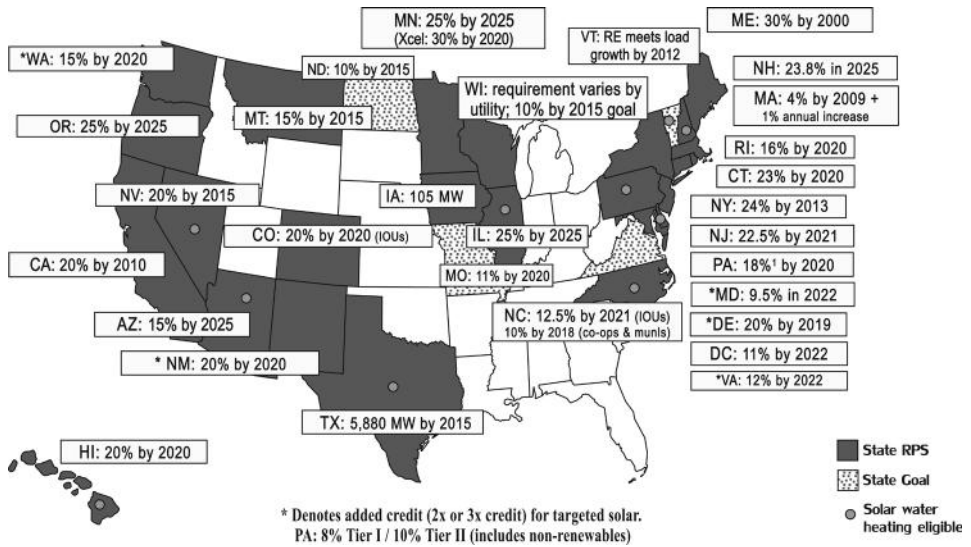 MN: 25% by 2025
(Xcel: 30% by 2020)
ME: 30% by 2000
VT: RE meets load
growth by 2012
*WA: 15% by 2020
ND: 10% by 2015
NH: 23.8% in 2025
WI: requirement varies by
utility; 10% by 2015 goal
MA: 4% by 2009 +
1% annual increase
OR: 25% by 2025
MT: 15% by 2015
RI: 16% by 2020
CT: 23% by 2020
NV: 20% by 2015
IA: 105 MW
NY: 24% by 2013
CO: 20% by 2020 (IOUs)
IL: 25% by 2025
NJ: 22.5% by 2021
CA: 20% by 2010
MO: 11% by 2020
PA: 18%¹ by 2020
*MD: 9.5% in 2022
AZ: 15% by 2025
NC: 12.5% by 2021 (IOUs)
10% by 2018 (co-ops & munIs)
*DE: 20% by 2019
* NM: 20% by 2020
DC: 11% by 2022
*VA: 12% by 2022
TX: 5,880 MW by 2015
HI: 20% by 2020
State RPS
State Goal
Solar water
heating eligible
* Denotes added credit (2x or 3x credit) for targeted solar.
PA: 8% Tier I / 10% Tier II (includes non-renewables)